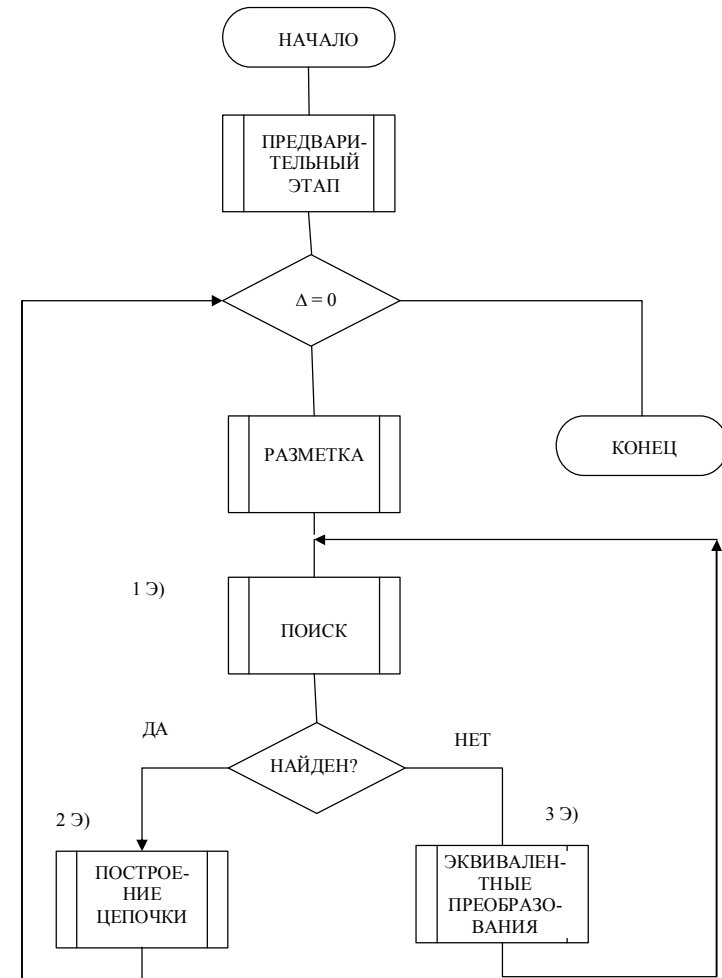 НАЧАЛО
ПРЕДВАРИ-
ТЕЛЬНЫЙ
ЭТАП
Δ = 0
КОНЕЦ
РАЗМЕТКА
1 Э)
ПОИСК
ДА
НЕТ
НАЙДЕН?
2 Э)
3 Э)
ПОСТРОЕ-
НИЕ
ЦЕПОЧКИ
ЭКВИВАЛЕН-
ТНЫЕ
ПРЕОБРАЗО-
ВАНИЯ